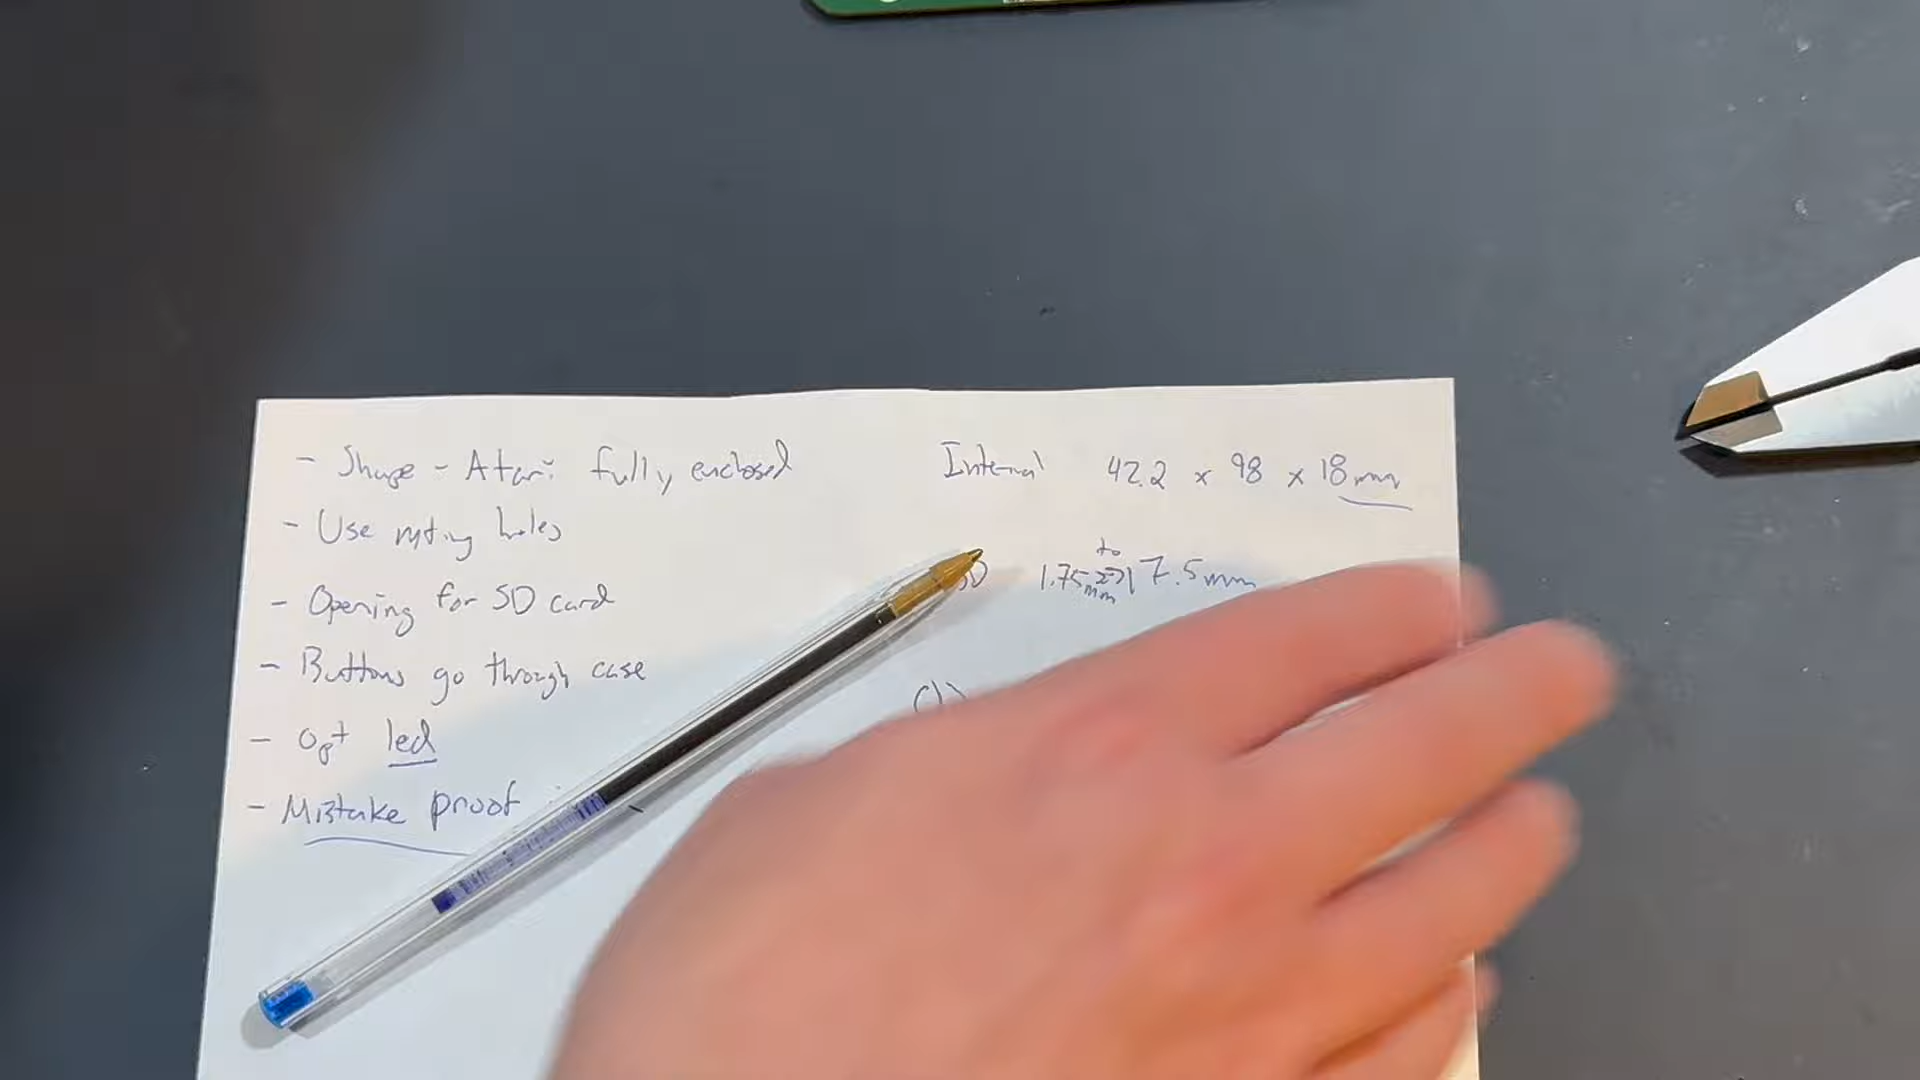 - Shape - Atari fully enclosed
- Use mting holes
- Opening for SD card
- Buttons go through case
- opt led
- Mistake proof
Internal 42.2 x 98 x 18mm
1.75mm to 7.5mm